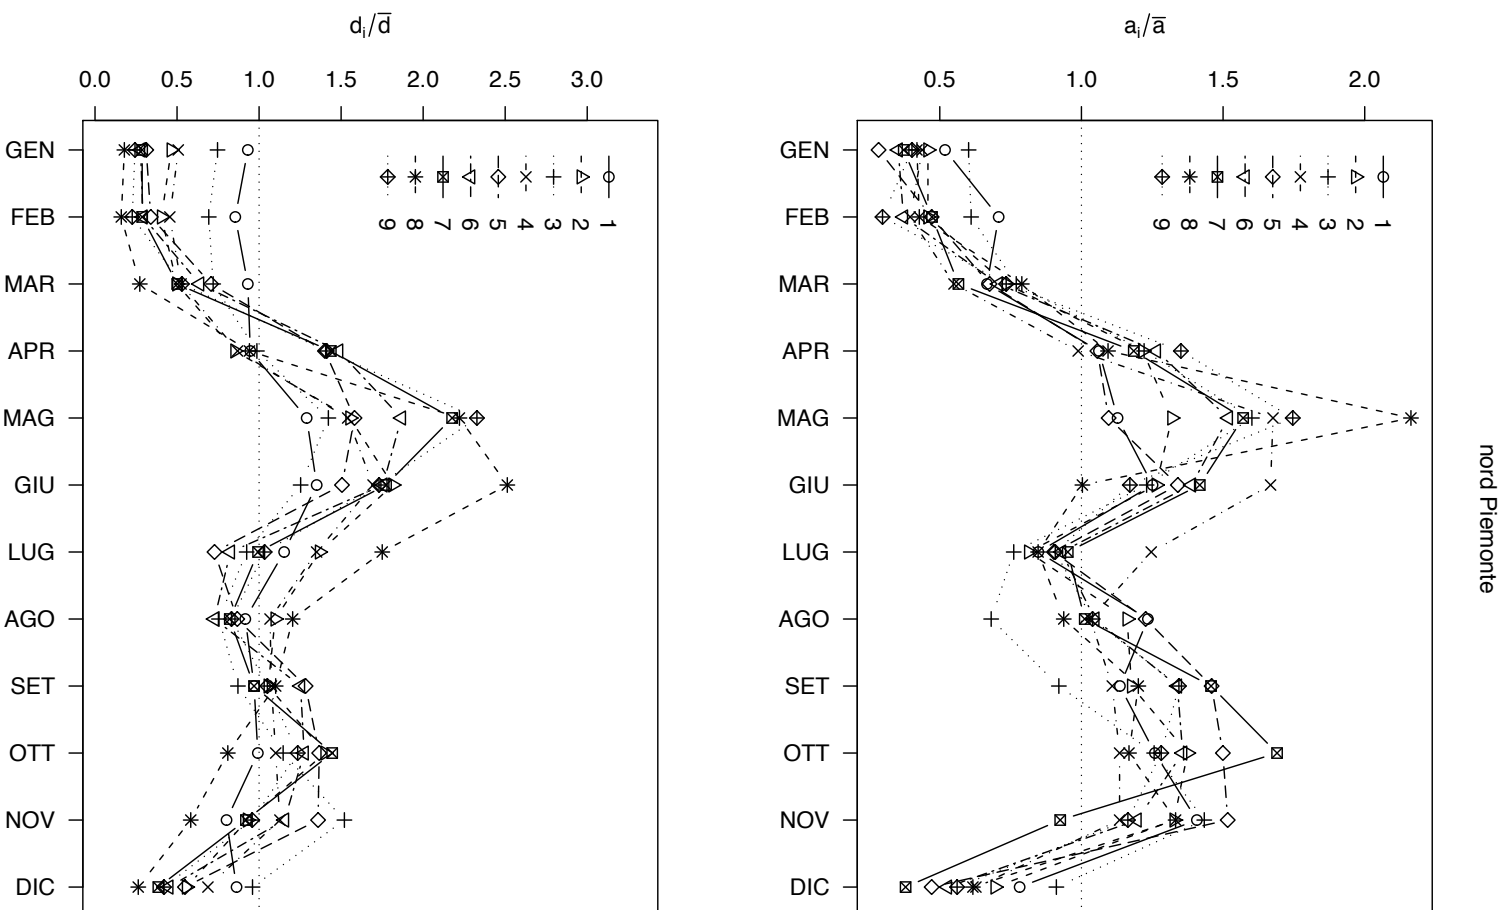 d_i/d̅
0.0 0.5 1.0 1.5 2.0 2.5 3.0
GEN
FEB
MAR
APR
MAG
GIU
LUG
AGO
SET
OTT
NOV
DIC
9 8 7 6 5 4 3 2 1
a_i/a̅
0.5 1.0 1.5 2.0
GEN
FEB
MAR
APR
MAG
GIU
LUG
AGO
SET
OTT
NOV
DIC
9 8 7 6 5 4 3 2 1
nord Piemonte